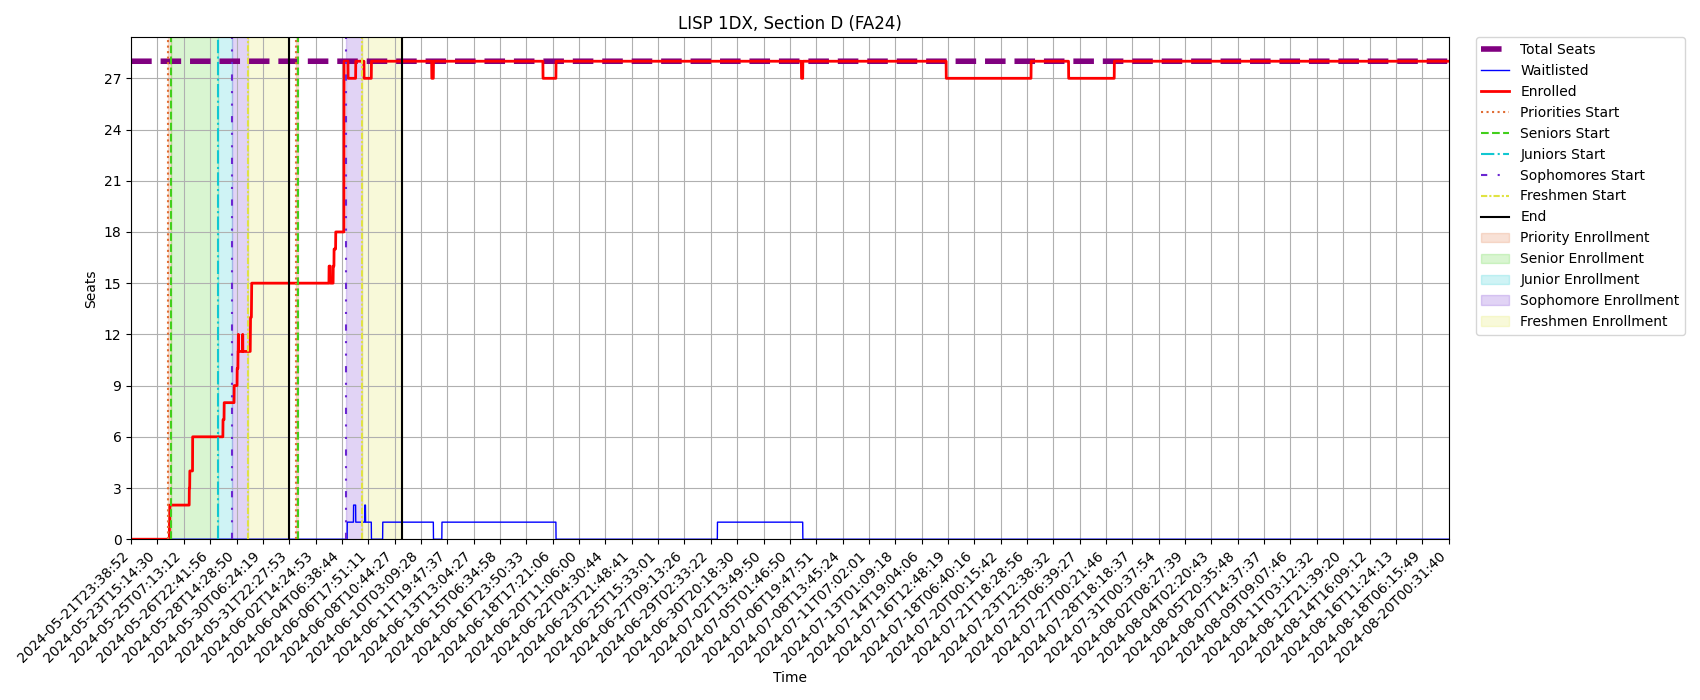 LISP 1DX, Section D (FA24)
Total Seats
Waitlisted
Enrolled
Priorities Start
Seniors Start
Juniors Start
Sophomores Start
Freshmen Start
End
Priority Enrollment
Senior Enrollment
Junior Enrollment
Sophomore Enrollment
Freshmen Enrollment
Seats
27
24
21
18
15
12
9
6
3
0
2024-05-21T23:38:52
2024-05-23T15:14:30
2024-05-25T07:13:12
2024-05-26T22:41:56
2024-05-28T14:28:50
2024-05-30T06:24:19
2024-05-31T22:27:53
2024-06-02T14:24:53
2024-06-04T06:38:44
2024-06-06T17:51:11
2024-06-08T10:44:27
2024-06-10T03:09:28
2024-06-11T19:47:37
2024-06-13T13:04:27
2024-06-15T06:34:58
2024-06-16T23:50:33
2024-06-18T17:21:06
2024-06-20T11:06:00
2024-06-22T04:30:44
2024-06-23T21:48:41
2024-06-25T15:33:01
2024-06-27T09:13:26
2024-06-29T02:33:22
2024-06-30T20:18:30
2024-07-02T13:49:50
2024-07-05T01:46:50
2024-07-06T19:47:51
2024-07-08T13:45:24
2024-07-11T07:02:01
2024-07-13T01:09:18
2024-07-14T19:04:06
2024-07-16T12:48:19
2024-07-18T06:40:16
2024-07-20T00:15:42
2024-07-21T18:28:56
2024-07-23T12:38:32
2024-07-25T06:39:27
2024-07-27T00:21:46
2024-07-28T18:18:37
2024-07-31T00:37:54
2024-08-02T08:27:39
2024-08-04T02:20:43
2024-08-05T20:35:48
2024-08-07T14:37:37
2024-08-09T09:07:46
2024-08-11T03:12:32
2024-08-12T21:39:20
2024-08-14T16:09:12
2024-08-16T11:24:13
2024-08-18T06:15:49
2024-08-20T00:31:40
Time